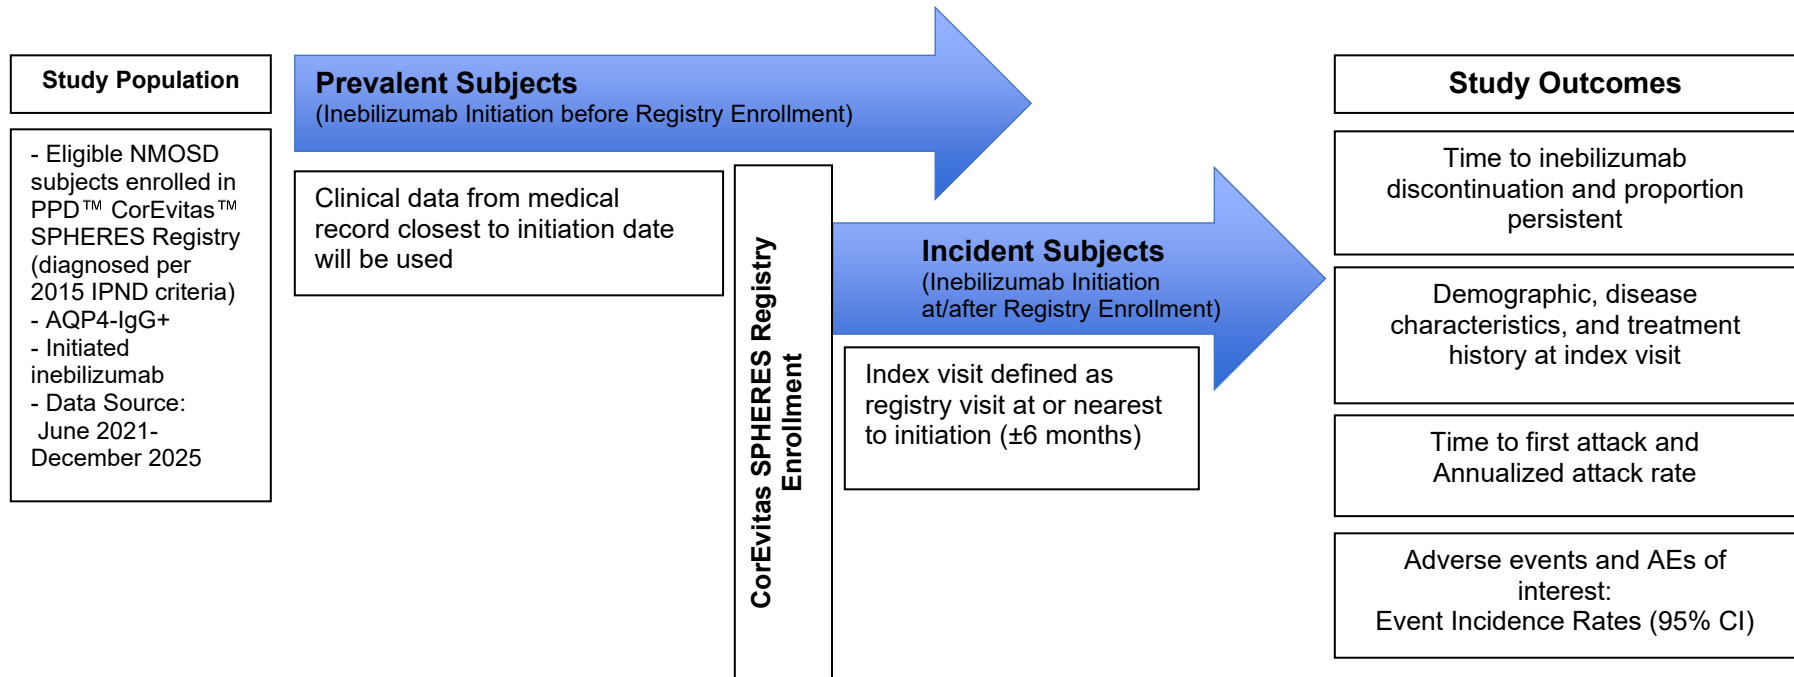 Study Population
- Eligible NMOSD
subjects enrolled in
PPD™ CorEvitas™
SPHERES Registry
(diagnosed per
2015 IPND criteria)
- AQP4-IgG+
- Initiated
inebilizumab
- Data Source:
June 2021-
December 2025
Prevalent Subjects
(Inebilizumab Initiation before Registry Enrollment)
Clinical data from medical
record closest to initiation date
will be used
CorEvitas SPHERES Registry
Enrollment
Incident Subjects
(Inebilizumab Initiation
at/after Registry Enrollment)
Index visit defined as
registry visit at or nearest
to initiation (±6 months)
Study Outcomes
Time to inebilizumab
discontinuation and proportion
persistent
Demographic, disease
characteristics, and treatment
history at index visit
Time to first attack and
Annualized attack rate
Adverse events and AEs of
interest:
Event Incidence Rates (95% CI)